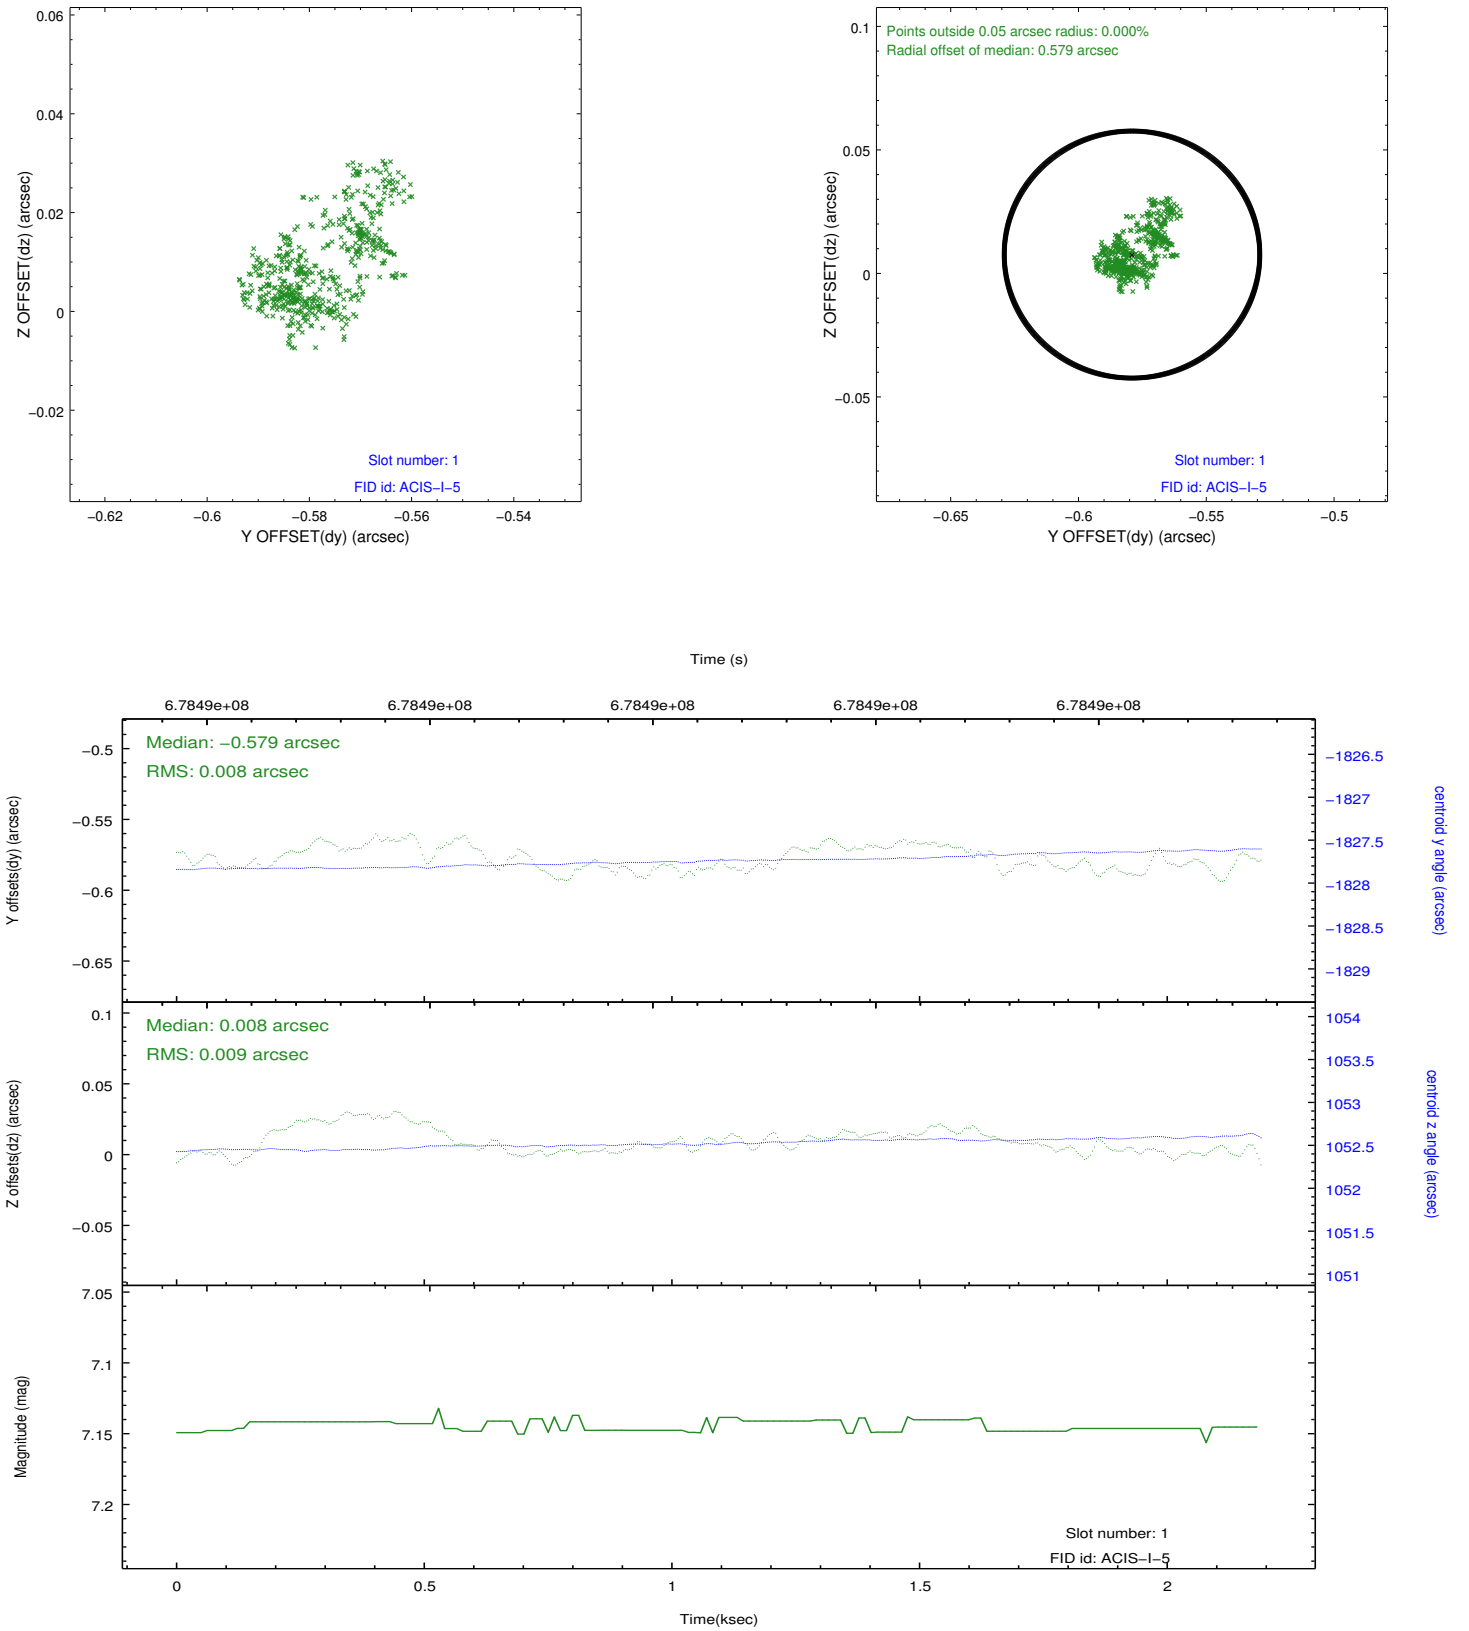 0.06
0.04
0.02
0
−0.02
Z OFFSET(dz) (arcsec)
Slot number: 1
FID id: ACIS−I−5
−0.62 −0.6 −0.58 −0.56 −0.54
Y OFFSET(dy) (arcsec)
Points outside 0.05 arcsec radius: 0.000%
Radial offset of median: 0.579 arcsec
0.1
0.05
0
−0.05
Z OFFSET(dz) (arcsec)
Slot number: 1
FID id: ACIS−I−5
−0.65 −0.6 −0.55 −0.5
Y OFFSET(dy) (arcsec)
Time (s)
6.7849e+08 6.7849e+08 6.7849e+08 6.7849e+08 6.7849e+08
Median: −0.579 arcsec
RMS: 0.008 arcsec
−0.5
−0.55
−0.6
−0.65
Y offsets(dy) (arcsec)
−1826.5
−1827
−1827.5
−1828
−1828.5
−1829
centroid y angle (arcsec)
Median: 0.008 arcsec
RMS: 0.009 arcsec
0.1
0.05
0
−0.05
Z offsets(dz) (arcsec)
1054
1053.5
1053
1052.5
1052
1051.5
1051
centroid z angle (arcsec)
7.05
7.1
7.15
7.2
Magnitude (mag)
Slot number: 1
FID id: ACIS−I−5
0 0.5 1 1.5 2
Time(ksec)